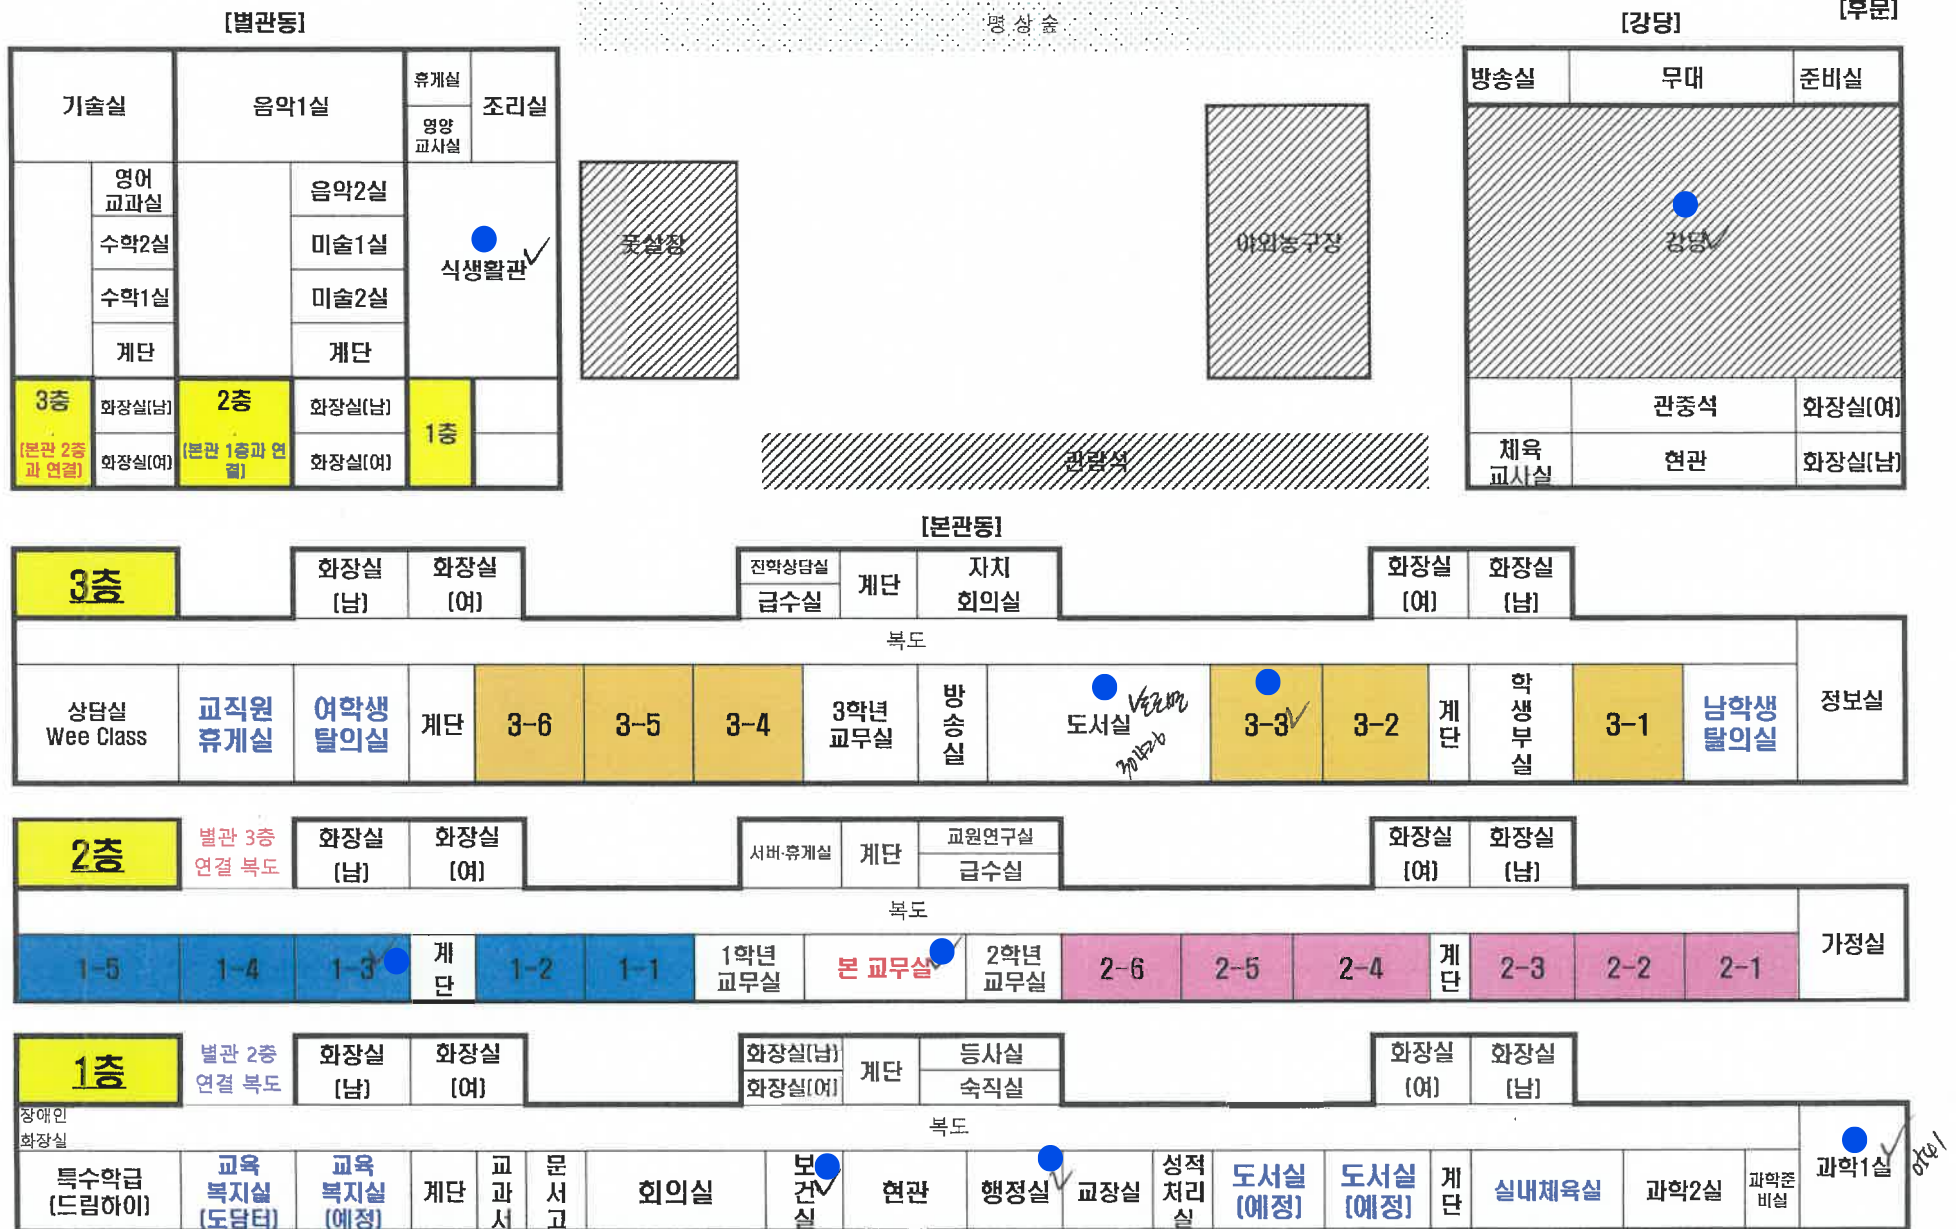 [별관동]
명상숲
[강당]
[후문]
기술실
음악1실
휴게실
영양
교사실
조리실
영어
교과실
수학2실
수학1실
계단
음악2실
미술1실
미술2실
계단
식생활관
3층
[본관 2층
과 연결]
화장실[남]
화장실[여]
2층
[본관 1층과 연
결]
화장실[남]
화장실[여]
1층
풋살장
야외농구장
관람석
방송실
무대
준비실
강당
관중석
화장실[여]
체육
교사실
현관
화장실[남]
[본관동]
3층
화장실
[남]
화장실
[여]
진학상담실
급수실
계단
자치
회의실
화장실
[여]
화장실
[남]
복도
상담실
Wee Class
교직원
휴게실
여학생
탈의실
계단
3-6
3-5
3-4
3학년
교무실
방송실
도서실
3-3
3-2
계단
학생부실
3-1
남학생
탈의실
정보실
2층
별관 3층
연결 복도
화장실
[남]
화장실
[여]
서버·휴게실
계단
교원연구실
급수실
화장실
[여]
화장실
[남]
복도
1-5
1-4
1-3
계단
1-2
1-1
1학년
교무실
본 교무실
2학년
교무실
2-6
2-5
2-4
계단
2-3
2-2
2-1
가정실
1층
별관 2층
연결 복도
화장실
[남]
화장실
[여]
화장실[남]
화장실[여]
계단
등사실
숙직실
화장실
[여]
화장실
[남]
장애인
화장실
복도
특수학급
[드림하이]
교육
복지실
[도담터]
교육
복지실
[예정]
계단
교과서
문서고
회의실
보건실
현관
행정실
교장실
성적
처리
실
도서실
[예정]
도서실
[예정]
계단
실내체육실
과학2실
과학준
비실
과학1실